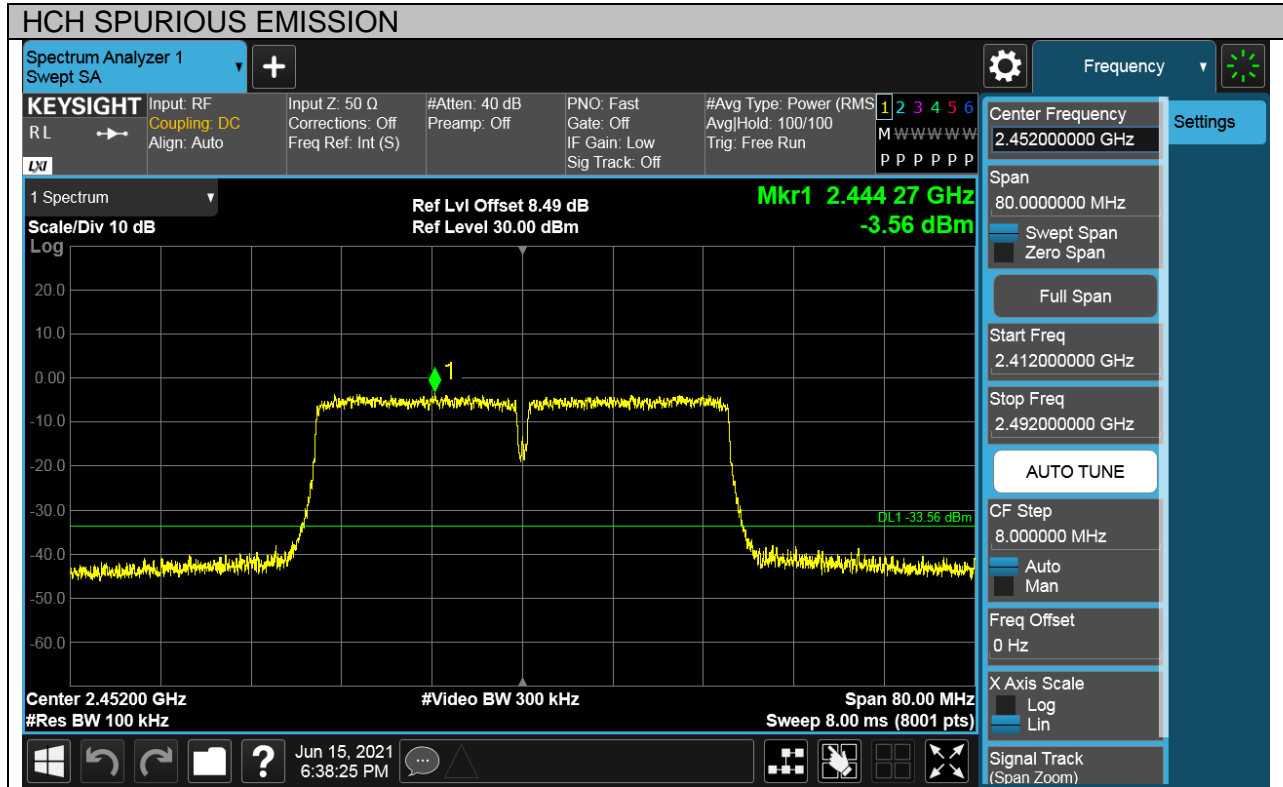 HCH SPURIOUS EMISSION
Spectrum Analyzer 1
Swept SA
+
Frequency
KEYSIGHT
R L
LXI
Input: RF
Coupling: DC
Align: Auto
Input Z: 50 Ω
Corrections: Off
Freq Ref: Int (S)
#Atten: 40 dB
Preamp: Off
PNO: Fast
Gate: Off
IF Gain: Low
Sig Track: Off
#Avg Type: Power (RMS
Avg|Hold: 100/100
Trig: Free Run
1 2 3 4 5 6
M W W W W W
P P P P P P
1 Spectrum
Scale/Div 10 dB
Ref Lvl Offset 8.49 dB
Ref Level 30.00 dBm
Mkr1 2.444 27 GHz
-3.56 dBm
Log
20.0
10.0
0.00
-10.0
-20.0
-30.0
-40.0
-50.0
-60.0
1
DL1 -33.56 dBm
Center 2.45200 GHz
#Res BW 100 kHz
#Video BW 300 kHz
Span 80.00 MHz
Sweep 8.00 ms (8001 pts)
Center Frequency
2.452000000 GHz
Settings
Span
80.0000000 MHz
Swept Span
Zero Span
Full Span
Start Freq
2.412000000 GHz
Stop Freq
2.492000000 GHz
AUTO TUNE
CF Step
8.000000 MHz
Auto
Man
Freq Offset
0 Hz
X Axis Scale
Log
Lin
Signal Track
(Span Zoom)
?
Jun 15, 2021
6:38:25 PM